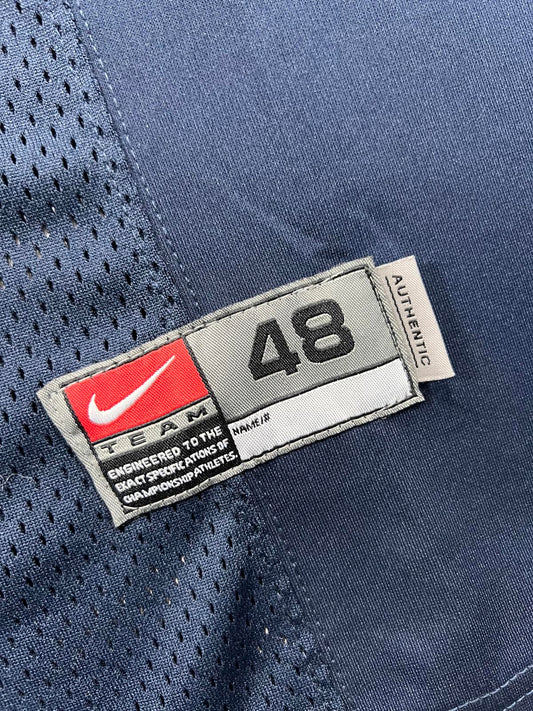 48
TEAM
NAME/#
ENGINEERED TO THE
EXACT SPECIFICATIONS OF
CHAMPIONSHIP ATHLETES.
AUTHENTIC